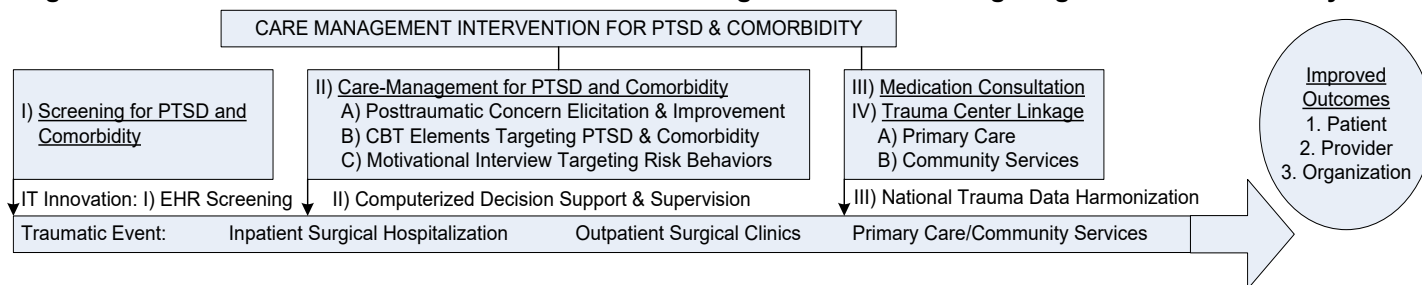 CARE MANAGEMENT INTERVENTION FOR PTSD & COMORBIDITY
I) Screening for PTSD and
Comorbidity
II) Care-Management for PTSD and Comorbidity
A) Posttraumatic Concern Elicitation & Improvement
B) CBT Elements Targeting PTSD & Comorbidity
C) Motivational Interview Targeting Risk Behaviors
III) Medication Consultation
IV) Trauma Center Linkage
A) Primary Care
B) Community Services
Improved
Outcomes
1. Patient
2. Provider
3. Organization
IT Innovation: I) EHR Screening
II) Computerized Decision Support & Supervision
III) National Trauma Data Harmonization
Traumatic Event:
Inpatient Surgical Hospitalization
Outpatient Surgical Clinics
Primary Care/Community Services